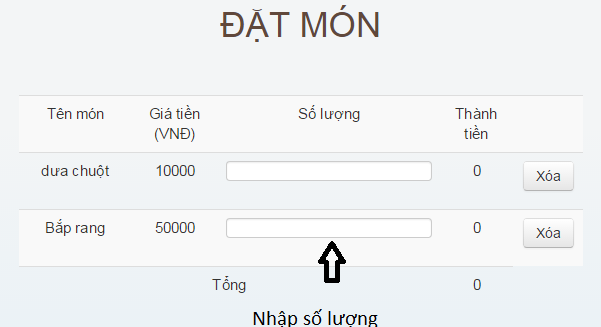 ĐẶT MÓN
Tên món Giá tiền (VNĐ) Số lượng Thành tiền
dưa chuột 10000 0 Xóa
Bắp rang 50000 0 Xóa
Tổng 0
Nhập số lượng